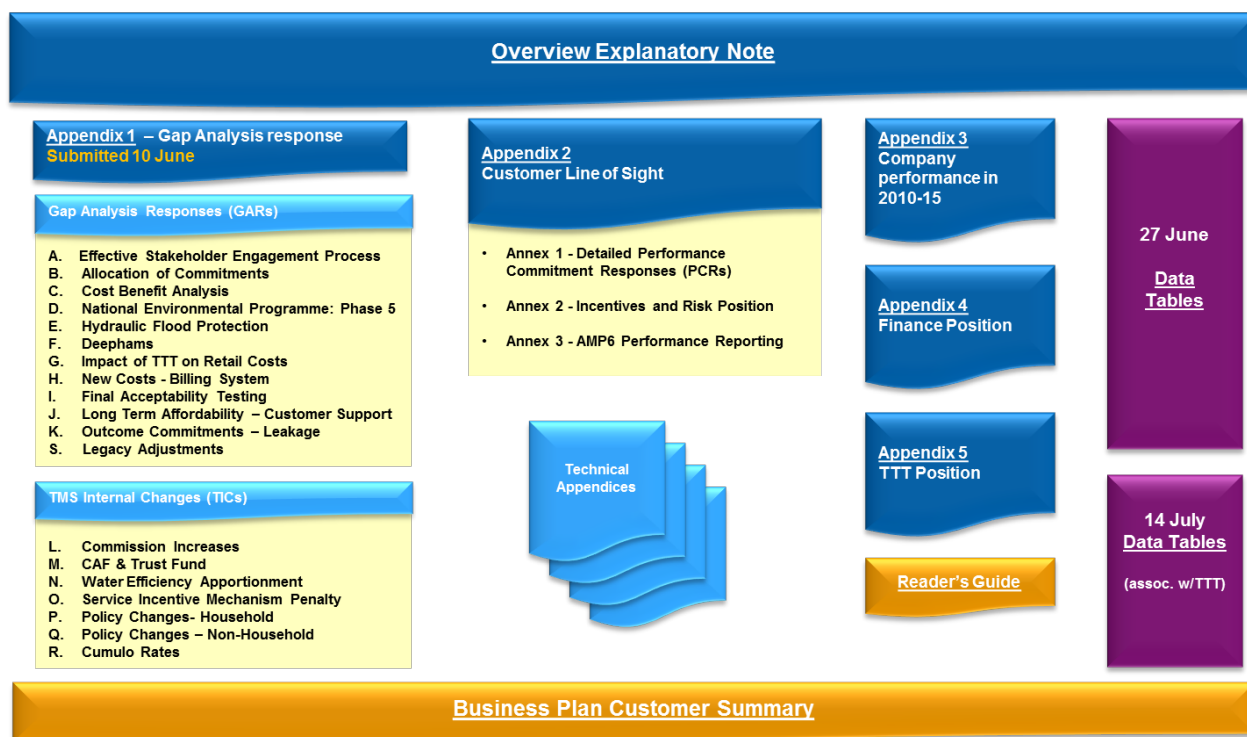 Overview Explanatory Note
Appendix 1 – Gap Analysis response
Submitted 10 June
Gap Analysis Responses (GARs)
A. Effective Stakeholder Engagement Process
B. Allocation of Commitments
C. Cost Benefit Analysis
D. National Environmental Programme: Phase 5
E. Hydraulic Flood Protection
F. Deephams
G. Impact of TTT on Retail Costs
H. New Costs - Billing System
I. Final Acceptability Testing
J. Long Term Affordability – Customer Support
K. Outcome Commitments – Leakage
S. Legacy Adjustments
TMS Internal Changes (TICs)
L. Commission Increases
M. CAF & Trust Fund
N. Water Efficiency Apportionment
O. Service Incentive Mechanism Penalty
P. Policy Changes- Household
Q. Policy Changes – Non-Household
R. Cumulo Rates
Appendix 2
Customer Line of Sight
• Annex 1 - Detailed Performance
Commitment Responses (PCRs)
• Annex 2 - Incentives and Risk Position
• Annex 3 - AMP6 Performance Reporting
Technical
Appendices
Appendix 3
Company
performance in
2010-15
Appendix 4
Finance Position
Appendix 5
TTT Position
Reader's Guide
27 June
Data
Tables
14 July
Data Tables
(assoc. w/TTT)
Business Plan Customer Summary